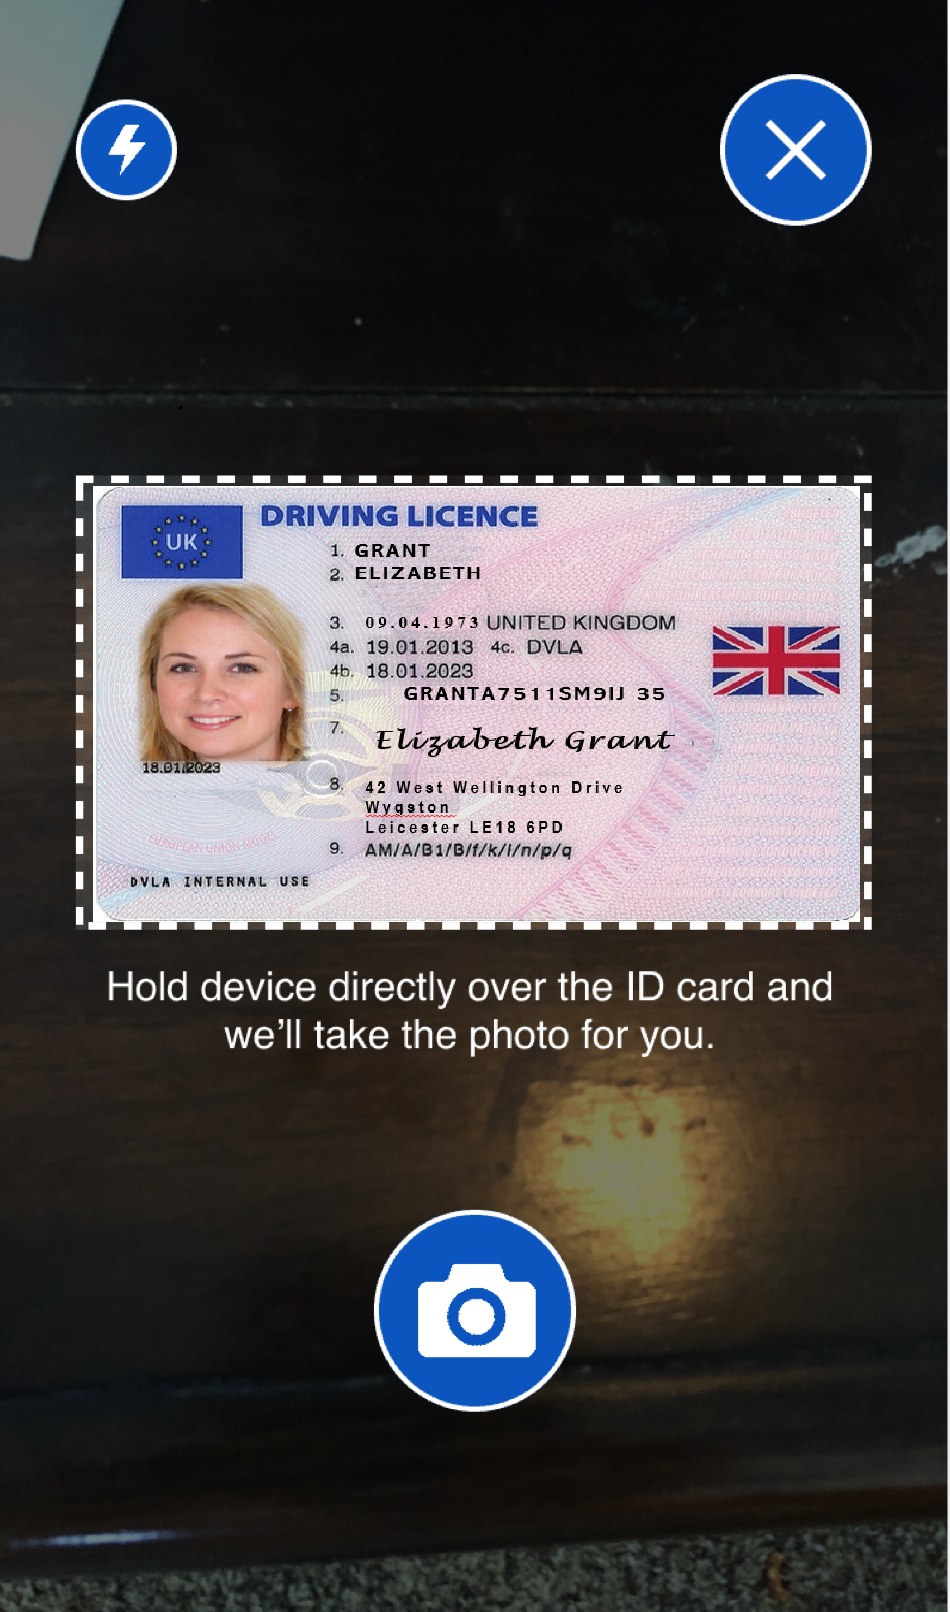 UK
DRIVING LICENCE
1. GRANT
2. ELIZABETH
3. 09.04.1973 UNITED KINGDOM
4a. 19.01.2013 4c. DVLA
4b. 18.01.2023
5. GRANTA7511SM9IJ 35
7. Elizabeth Grant
18.01/2023
8. 42 West Wellington Drive
Wygston
Leicester LE18 6PD
9. AM/A/B1/B/f/k/l/n/p/q
EUROPEAN UNION MODEL
DVLA INTERNAL USE
Hold device directly over the ID card and
we'll take the photo for you.